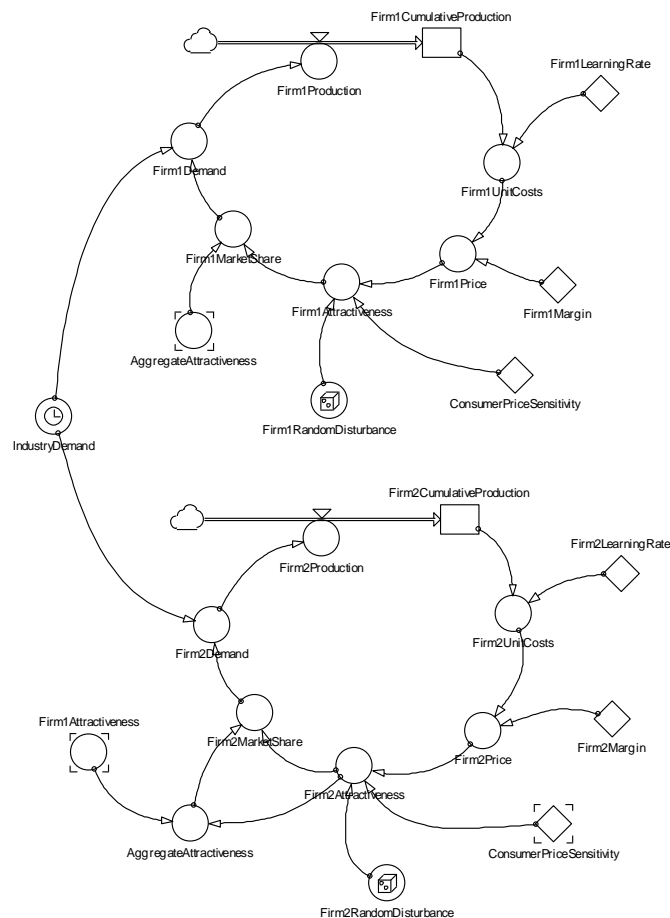 Firm1CumulativeProduction
Firm1LearningRate
Firm1Production
Firm1Demand
Firm1UnitCosts
Firm1MarketShare
Firm1Price
Firm1Attractiveness
Firm1Margin
AggregateAttractiveness
ConsumerPriceSensitivity
Firm1RandomDisturbance
IndustryDemand
Firm2CumulativeProduction
Firm2LearningRate
Firm2Production
Firm2UnitCosts
Firm2Demand
Firm1Attractiveness
Firm2MarketShare
Firm2Price
Firm2Margin
Firm2Attractiveness
AggregateAttractiveness
ConsumerPriceSensitivity
Firm2RandomDisturbance